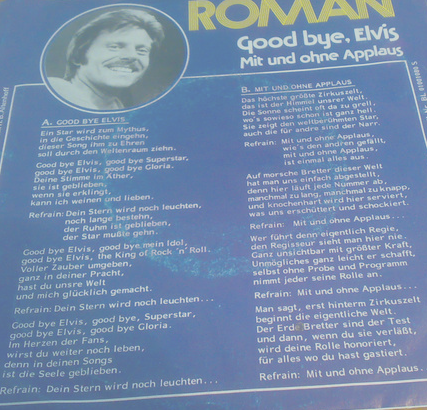 ROMAN
Good bye, Elvis
Mit und ohne Applaus
A. GOOD BYE ELVIS
Ein Star wird zum Mythus,
in die Geschichte eingehn,
dieser Song ihm zu Ehren
soll durch den Rollenraum ziehn.
Good bye Elvis, good bye Superstar,
good bye Elvis, good bye Gloria.
Deine Stimme im Äther,
sie ist geblieben,
wenn sie erklingt,
kann ich weinen und lieben.
Refrain: Dein Stern wird noch leuchten,
noch lange bestehn,
der Ruhm ist geblieben,
der Star mußte gehn.
Good bye Elvis, good bye mein Idol,
good bye Elvis, the King of Rock 'n' Roll.
Voller Zauber umgeben,
ganz in deiner Pracht,
hast du unsre Welt
und mich glücklich gemacht.
Refrain: Dein Stern wird noch leuchten...
Good bye Elvis, good bye, Superstar,
good bye Elvis, good bye Gloria.
Im Herzen der Fans,
wirst du weiter noch leben,
denn in deinen Songs
ist die Seele geblieben.
Refrain: Dein Stern wird noch leuchten...
B. MIT UND OHNE APPLAUS
Das höchste größte Zirkuszelt,
das ist der Himmel unsrer Welt.
Die Sonne scheint oft da zu grell,
wo's sowieso schon ist ganz hell.
Sie zeigt den weltberühmten Star,
auch die für andre sind der Narr.
Refrain: Mit und ohne Applaus,
wie's den andren gefällt,
mit und ohne Applaus,
ist einmal alles aus.
Auf morsche Bretter dieser Welt
hat man uns einfach abgestellt,
denn hier läuft jede Nummer ab,
manchmal zu lang, manchmal zu knapp,
und knochenhart wird hier serviert,
was uns erschüttert und schockiert.
Refrain: Mit und ohne Applaus...
Wer führt denn eigentlich Regie,
den Regisseur sieht man hier nie.
Ganz unsichtbar mit größter Kraft,
Unmögliches ganz leicht er schafft,
selbst ohne Probe und Programm
nimmt jeder seine Rolle an.
Refrain: Mit und ohne Applaus...
Man sagt, erst hinterm Zirkuszelt
beginnt die eigentliche Welt.
Der Erde Bretter sind der Test
und dann, wenn du sie verläßt,
wird deine Rolle honoriert,
für alles wo du hast gastiert.
Refrain: Mit und ohne Applaus.